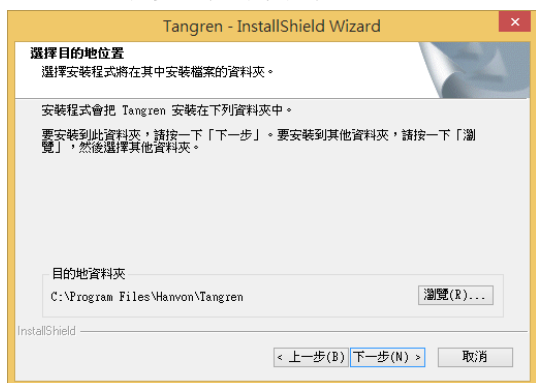 Tangren - InstallShield Wizard
選擇目的地位置
選擇安裝程式將在其中安裝檔案的資料夾。
安裝程式會把 Tangren 安裝在下列資料夾中。
要安裝到此資料夾，請按一下「下一步」。要安裝到其他資料夾，請按一下「瀏
覽」，然後選擇其他資料夾。
目的地資料夾
C:\Program Files\Hanvon\Tangren
瀏覽(R)...
InstallShield
< 上一步(B)
下一步(N) >
取消